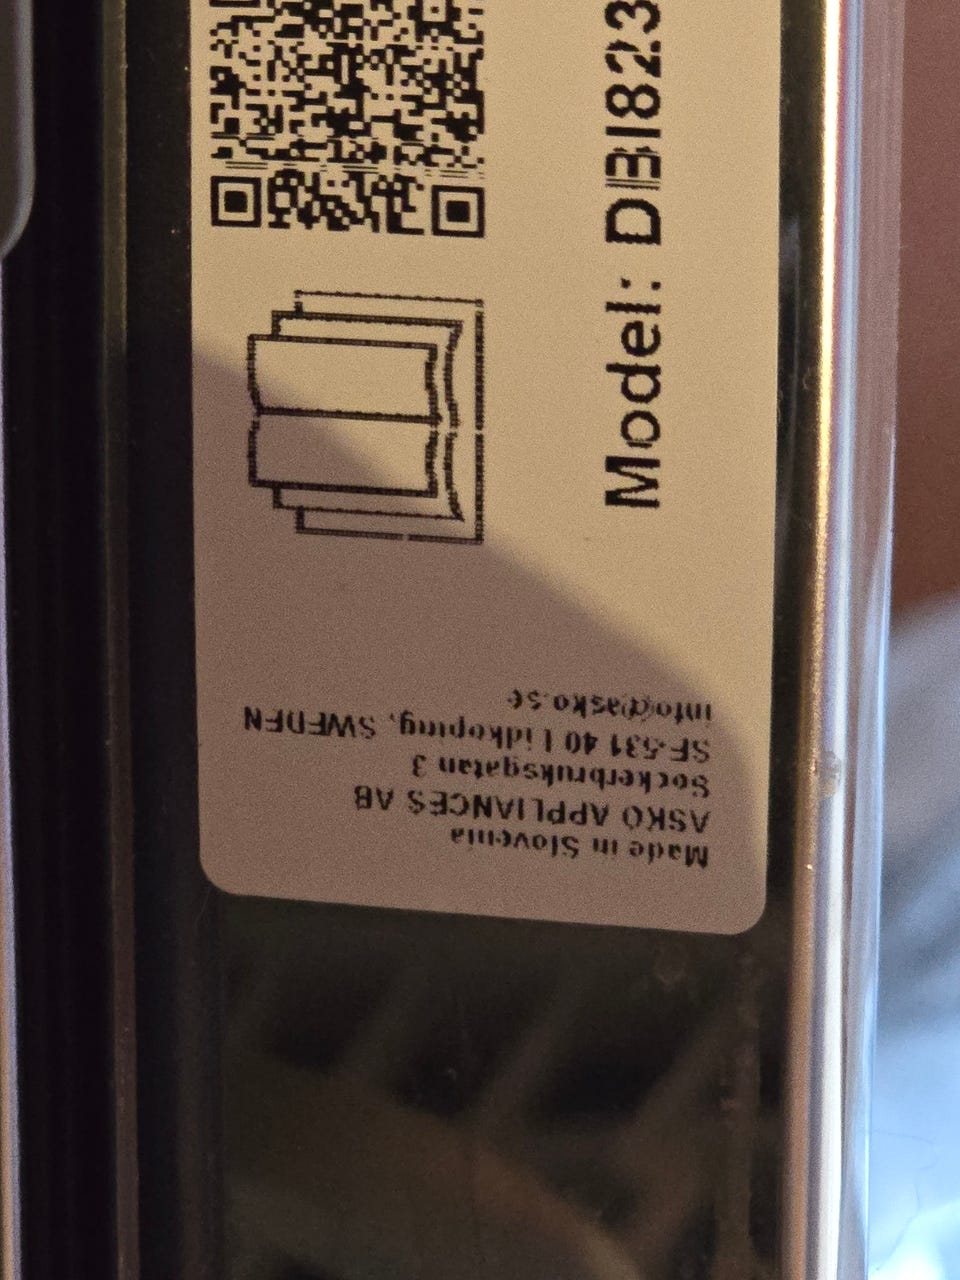 Model: DBI823
Made in Slovenia
ASKO APPLIANCES AB
Sockerbruksgatan 3
SE-531 40 Lidkoping, SWEDEN
info@asko.se